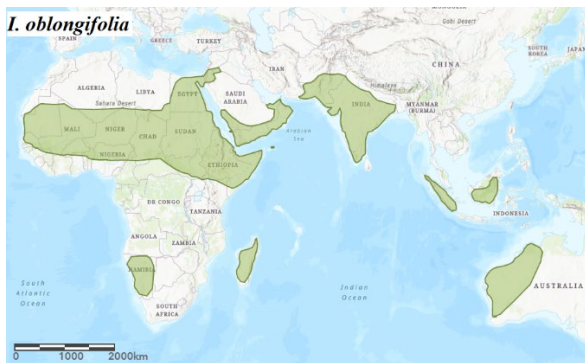 I. oblongifolia
SPAIN
GREECE
TURKEY
MONGOLIA
Gobi Desert
SOUTH
KOREA
JAPAN
CHINA
IRAN
Himalayas
ALGERIA
LIBYA
EGYPT
SAUDI
ARABIA
Sahara Desert
INDIA
MYANMAR
(BURMA)
MALI
NIGER
CHAD
SUDAN
Arabian
Sea
NIGERIA
ETHIOPIA
DR CONGO
TANZANIA
INDONESIA
ANGOLA
ZAMBIA
NAMIBIA
South
Atlantic
Ocean
SOUTH
AFRICA
Indian
Ocean
AUSTRALIA
0 1000 2000km